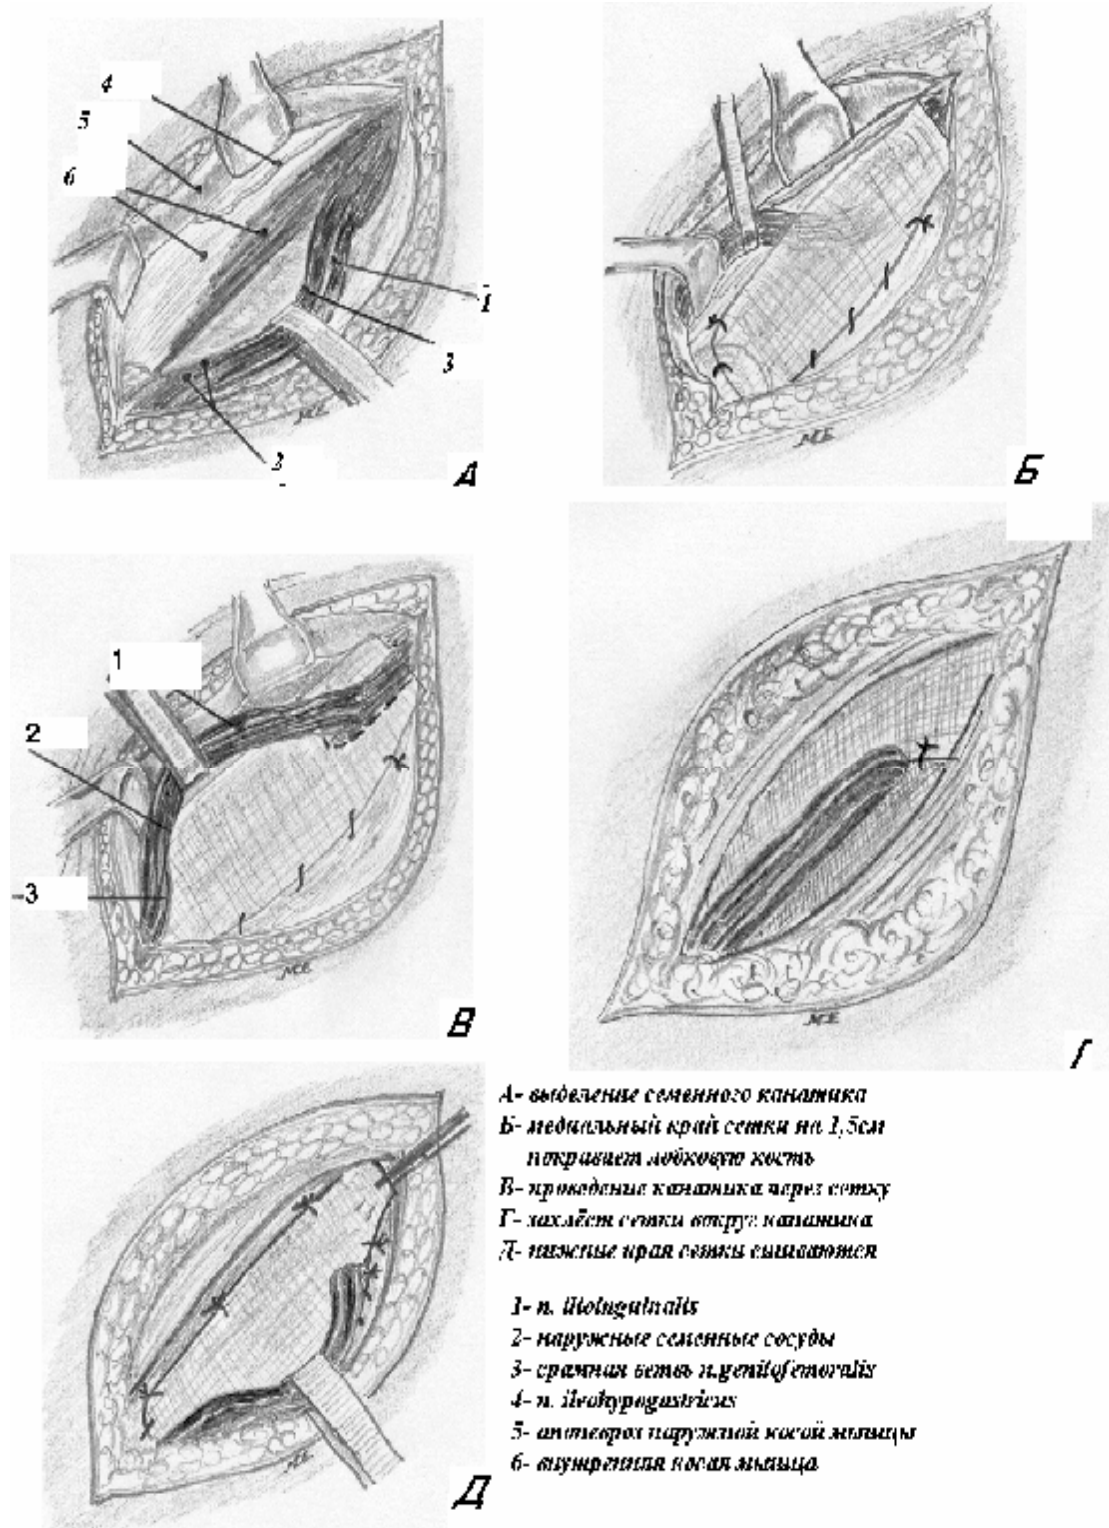 4
5
6
1
3
2
А
М.Е.
Б
М.Е.
1
2
3
В
М.Е.
Г
М.Е.
Д
М.Е.
А- выделение семенного канатика
Б- медиальный край сетки на 1,5см
покрывает лобковую кость
В- проведение канатика через сетку
Г- захлёст сетки вокруг канатика
Д- нижние края сетки сшиваются
1- n. ilioinguinalis
2- наружные семенные сосуды
3- срамная ветвь n.genitofemoralis
4- n. ileohypogastricus
5- апоневроз наружной косой мышцы
6- внутренняя косая мышца